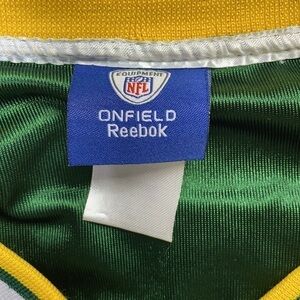 EQUIPMENT
NFL
ONFIELD
Reebok